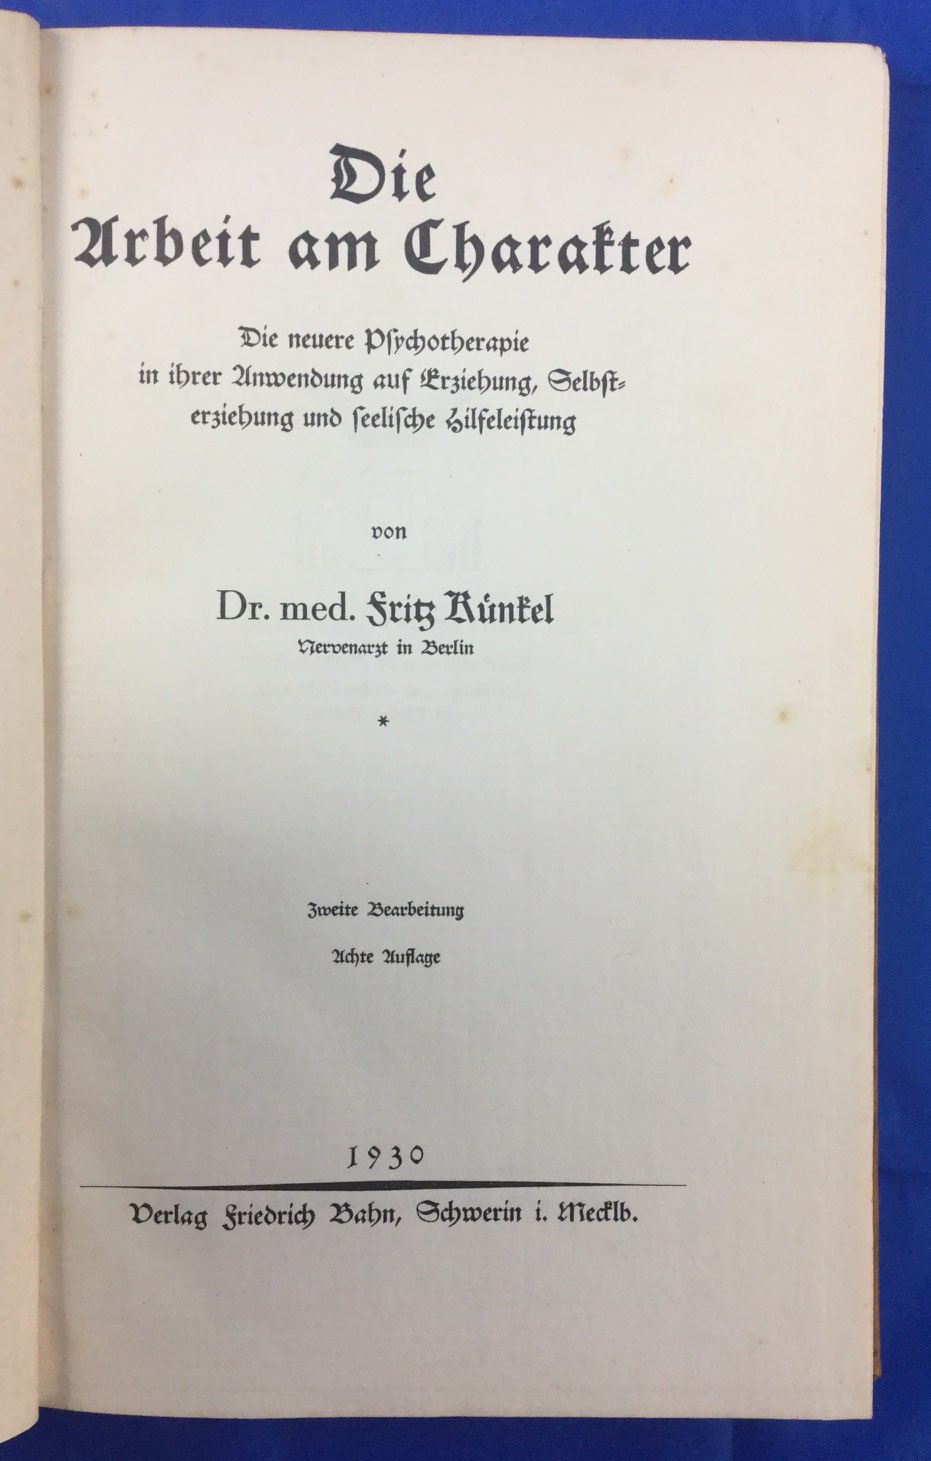 Die
Arbeit am Charakter
Die neuere Psychotherapie
in ihrer Anwendung auf Erziehung, Selbst-
erziehung und seelische Hilfeleistung
von
Dr. med. Fritz Künkel
Nervenarzt in Berlin
*
Zweite Bearbeitung
Achte Auflage
1930
Verlag Friedrich Bahn, Schwerin i. Mecklb.